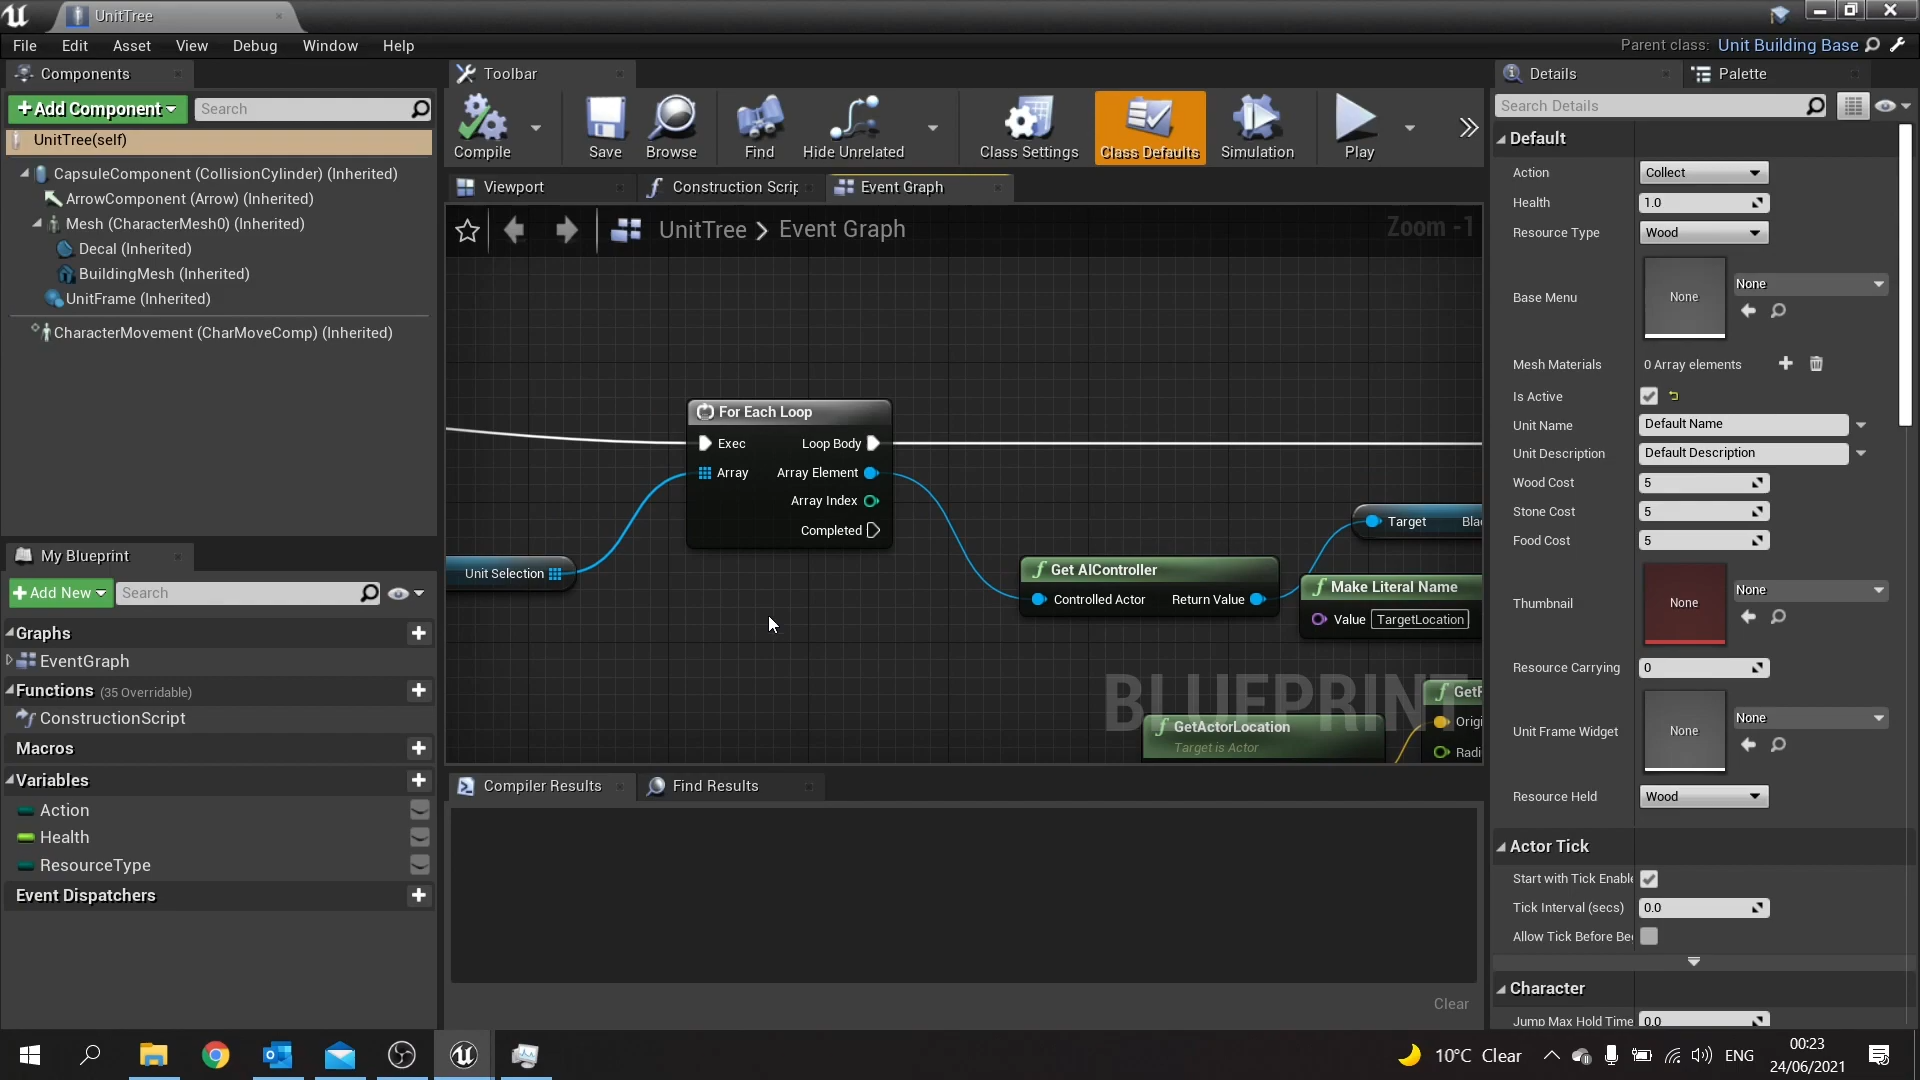 UnitTree
File Edit Asset View Debug Window Help
Parent class: Unit Building Base
Components
+Add Component
Search
UnitTree(self)
CapsuleComponent (CollisionCylinder) (Inherited)
ArrowComponent (Arrow) (Inherited)
Mesh (CharacterMesh0) (Inherited)
Decal (Inherited)
BuildingMesh (Inherited)
UnitFrame (Inherited)
CharacterMovement (CharMoveComp) (Inherited)
My Blueprint
+Add New
Search
Graphs
EventGraph
Functions (35 Overridable)
ConstructionScript
Macros
Variables
Action
Health
ResourceType
Event Dispatchers
Toolbar
Compile
Save
Browse
Find
Hide Unrelated
Class Settings
Class Defaults
Simulation
Play
Viewport
Construction Scrip
Event Graph
UnitTree > Event Graph
Zoom -1
For Each Loop
Exec Loop Body
Array Array Element
Array Index
Completed
Unit Selection
Get AIController
Controlled Actor Return Value
Target Blac
Make Literal Name
Value TargetLocation
GetActorLocation
Target is Actor
GetR
Origi
Radi
BLUEPRINT
Compiler Results
Find Results
Clear
Details
Palette
Search Details
Default
Action Collect
Health 1.0
Resource Type Wood
Base Menu None None
Mesh Materials 0 Array elements
Is Active
Unit Name Default Name
Unit Description Default Description
Wood Cost 5
Stone Cost 5
Food Cost 5
Thumbnail None None
Resource Carrying 0
Unit Frame Widget None None
Resource Held Wood
Actor Tick
Start with Tick Enable
Tick Interval (secs) 0.0
Allow Tick Before Be
Character
Jump Max Hold Time 0.0
10°C Clear
ENG
00:23
24/06/2021